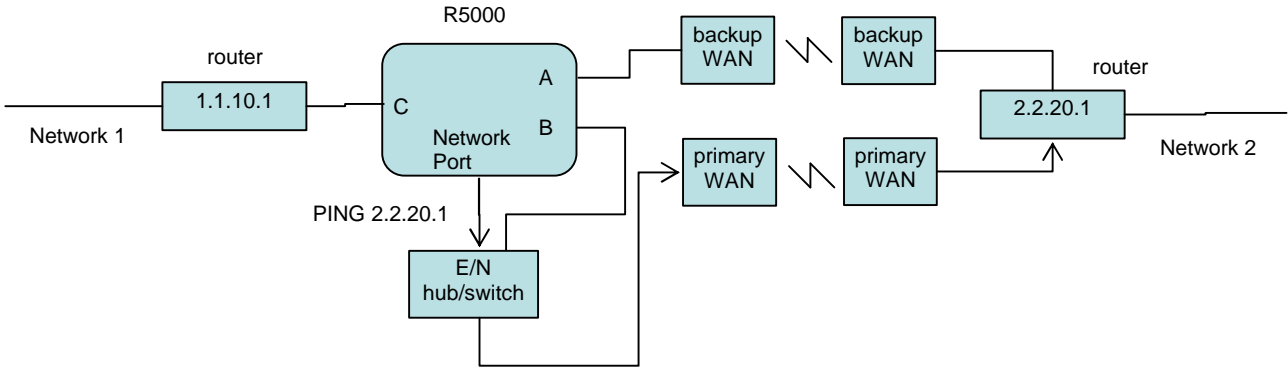 R5000
backup
WAN
backup
WAN
router
router
A
1.1.10.1
C
2.2.20.1
B
Network 1
Network
Port
primary
WAN
primary
WAN
Network 2
PING 2.2.20.1
E/N
hub/switch